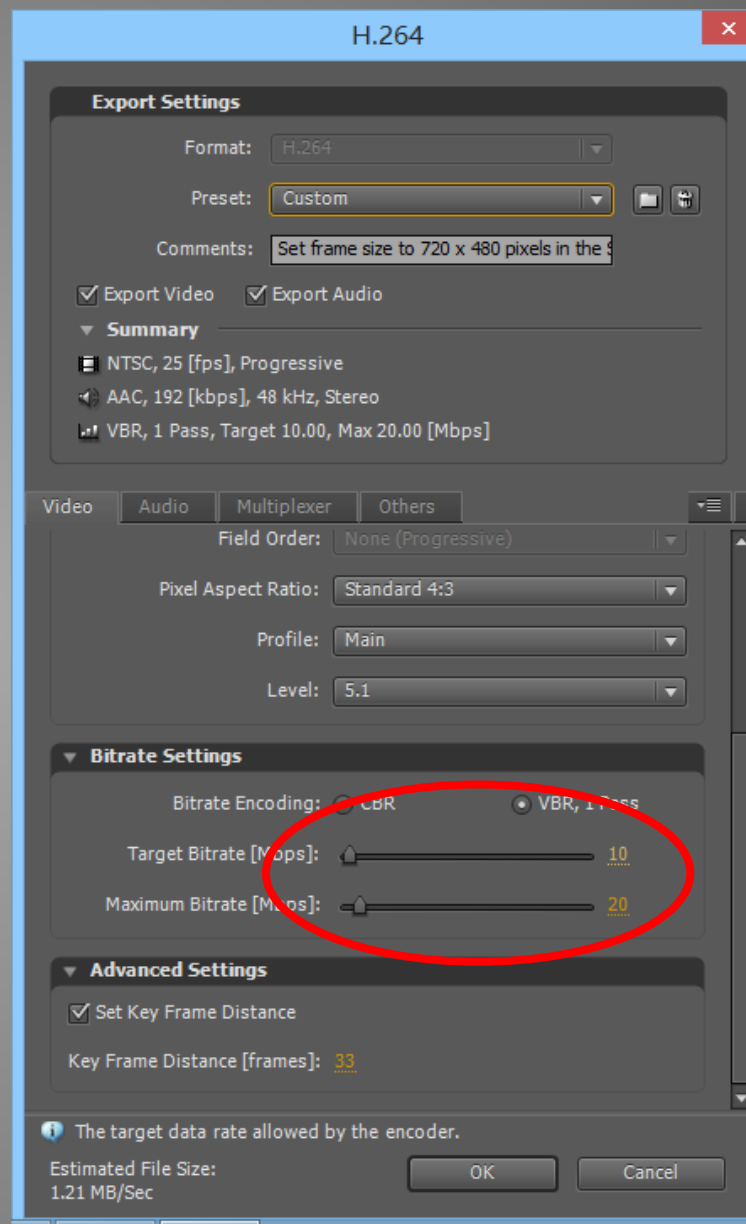 H.264
Export Settings
Format: H.264
Preset: Custom
Comments: Set frame size to 720 x 480 pixels in the
Export Video Export Audio
Summary
NTSC, 25 [fps], Progressive
AAC, 192 [kbps], 48 kHz, Stereo
VBR, 1 Pass, Target 10.00, Max 20.00 [Mbps]
Video Audio Multiplexer Others
Field Order: None (Progressive)
Pixel Aspect Ratio: Standard 4:3
Profile: Main
Level: 5.1
Bitrate Settings
Bitrate Encoding: CBR VBR, 1 Pass
Target Bitrate [Mbps]: 10
Maximum Bitrate [Mbps]: 20
Advanced Settings
Set Key Frame Distance
Key Frame Distance [frames]: 33
The target data rate allowed by the encoder.
Estimated File Size:
1.21 MB/Sec
OK Cancel